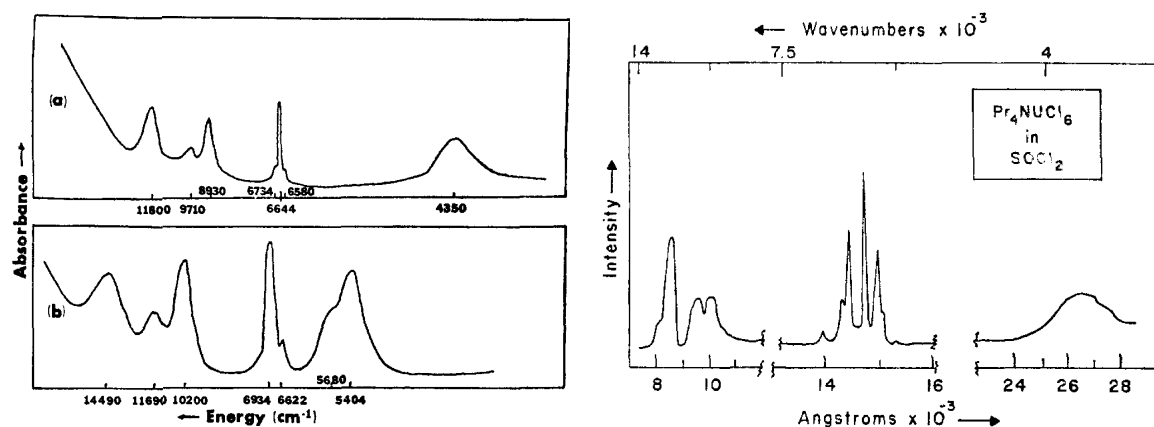 Absorbance →
(a)
8930
6734
6580
11800 9710 6644 4350
(b)
5680
14490 11690 10200 6934 6622 5404
← Energy (cm⁻¹)
← Wavenumbers x 10⁻³
14 7.5 4
Pr₄NUCl₆
in
SOCl₂
Intensity →
8 10 14 16 24 26 28
Angstroms x 10⁻³ →